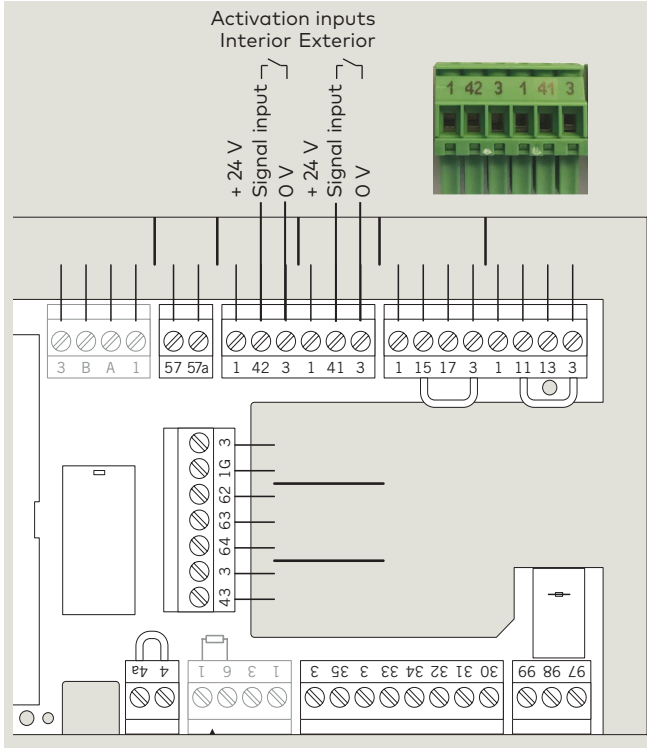 Activation inputs
Interior Exterior
+ 24 V
Signal input
0 V
+ 24 V
Signal input
0 V
1 42 3 1 41 3
3 B A 1
57 57a
1 42 3 1 41 3
1 15 17 3 1 11 13 3
3
1G
62
63
64
3
43
4a 4
1 6 3 1
3 35 3 33 34 32 31 30
99 98 97